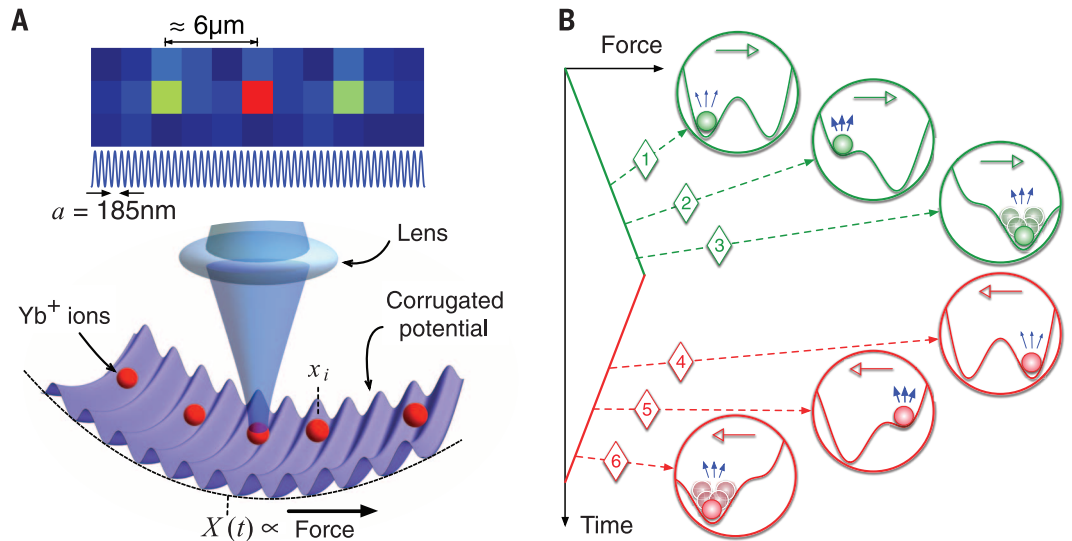 A
≈ 6μm
a = 185nm
Lens
Yb+ ions
Corrugated
potential
xi
X(t) ∝ Force
B
Force
1
2
3
4
5
6
Time